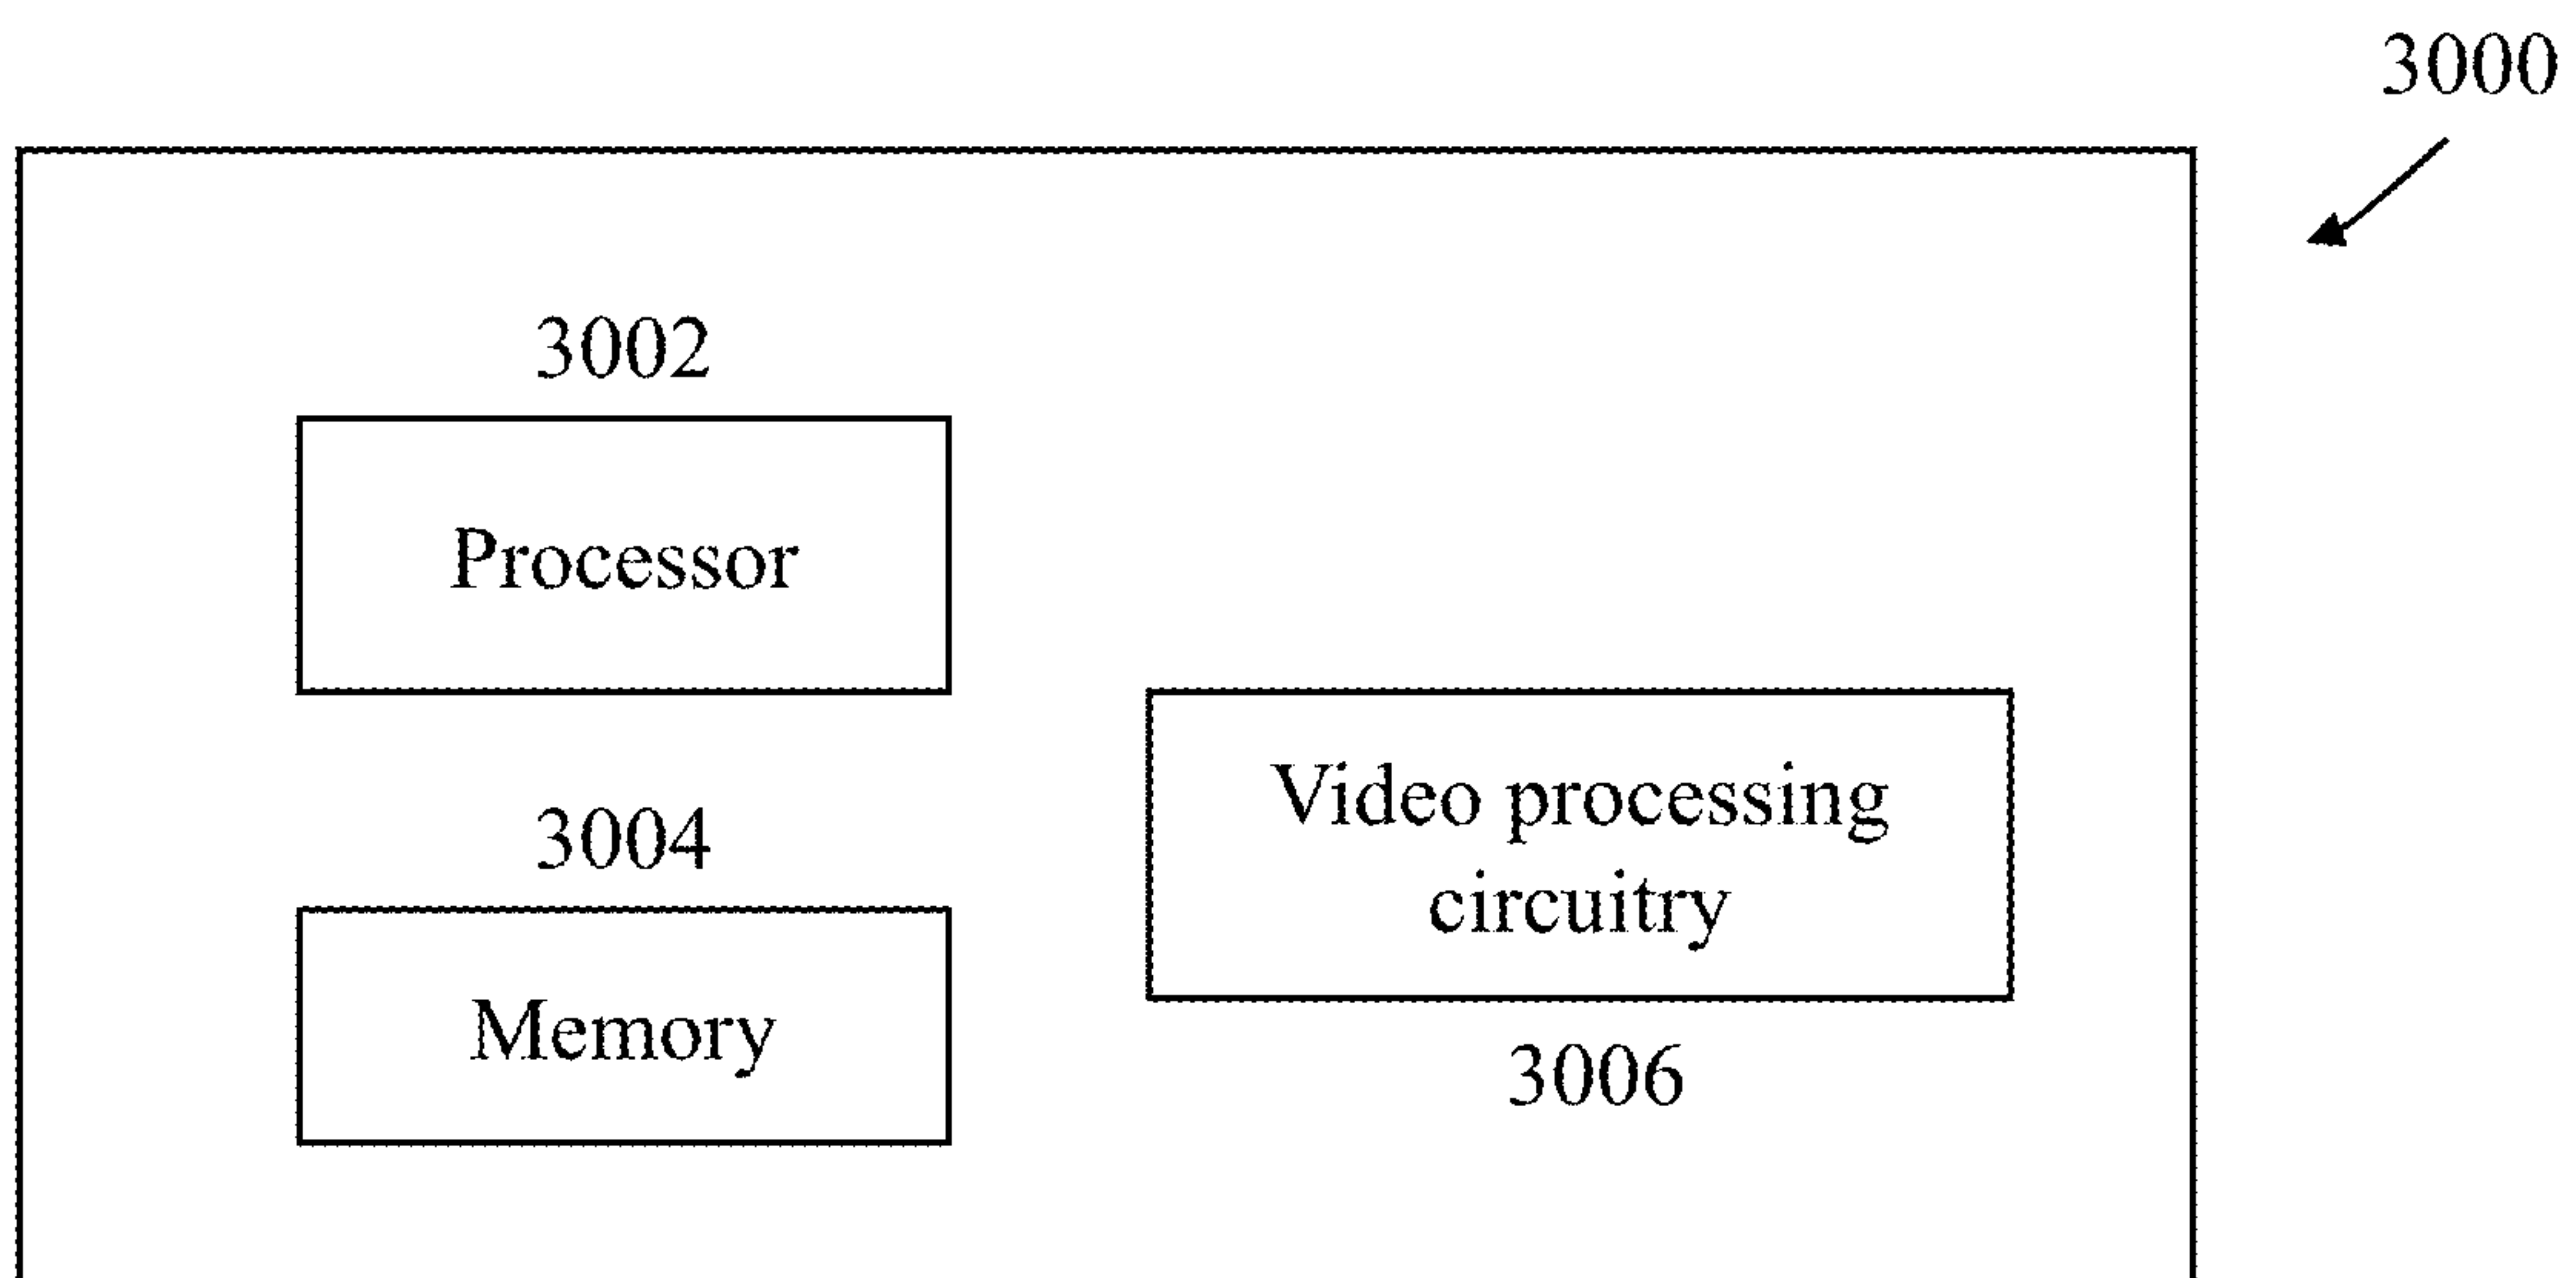 3000
3002
Processor
3004
Memory
Video processing
circuitry
3006